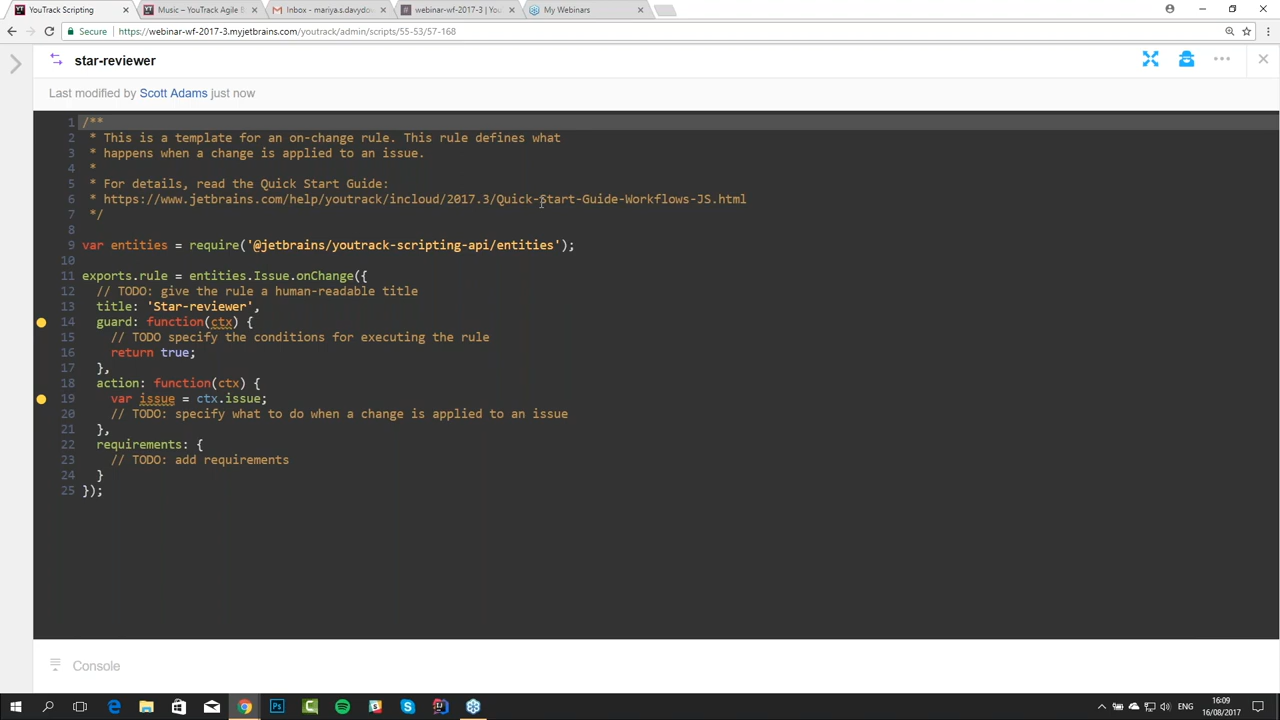 YouTrack Scripting
Music – YouTrack Agile B
Inbox - mariya.s.davydou
webinar-wf-2017-3 | You
My Webinars
Secure
https://webinar-wf-2017-3.myjetbrains.com/youtrack/admin/scripts/55-53/57-168
star-reviewer
Last modified by Scott Adams just now
1 /**
2 * This is a template for an on-change rule. This rule defines what
3 * happens when a change is applied to an issue.
4 *
5 * For details, read the Quick Start Guide:
6 * https://www.jetbrains.com/help/youtrack/incloud/2017.3/Quick-Start-Guide-Workflows-JS.html
7 */
8
9 var entities = require('@jetbrains/youtrack-scripting-api/entities');
10
11 exports.rule = entities.Issue.onChange({
12 // TODO: give the rule a human-readable title
13 title: 'Star-reviewer',
14 guard: function(ctx) {
15 // TODO specify the conditions for executing the rule
16 return true;
17 },
18 action: function(ctx) {
19 var issue = ctx.issue;
20 // TODO: specify what to do when a change is applied to an issue
21 },
22 requirements: {
23 // TODO: add requirements
24 }
25 });
Console
ENG
16:09
16/08/2017